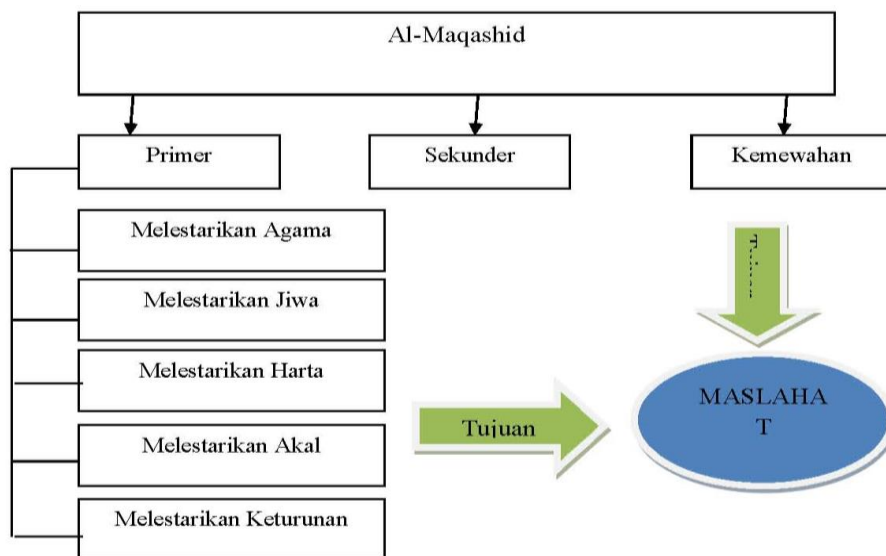 Al-Maqashid
Primer
Sekunder
Kemewahan
Melestarikan Agama
Melestarikan Jiwa
Melestarikan Harta
Melestarikan Akal
Melestarikan Keturunan
Tujuan
MASLAHA
T